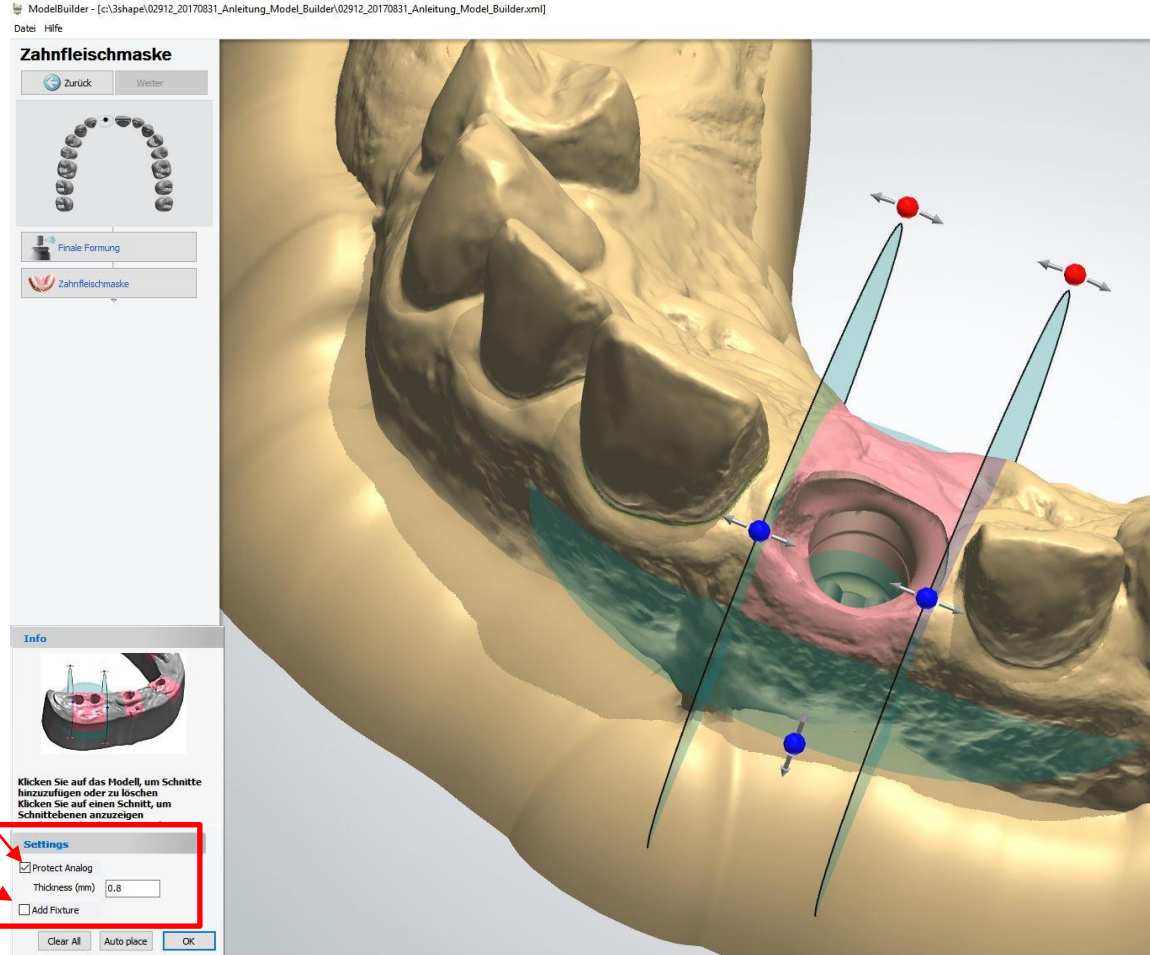 ModelBuilder - [c:\3shape\02912_20170831_Anleitung_Model_Builder\02912_20170831_Anleitung_Model_Builder.xml]
Datei Hilfe
Zahnfleischmaske
Zurück Weiter
Finale Formung
Zahnfleischmaske
Info
Klicken Sie auf das Modell, um Schnitte
hinzuzufügen oder zu löschen
Klicken Sie auf einen Schnitt, um
Schnittebenen anzuzeigen
Settings
Protect Analog
Thickness (mm) 0.8
Add Fixture
Clear All Auto place OK